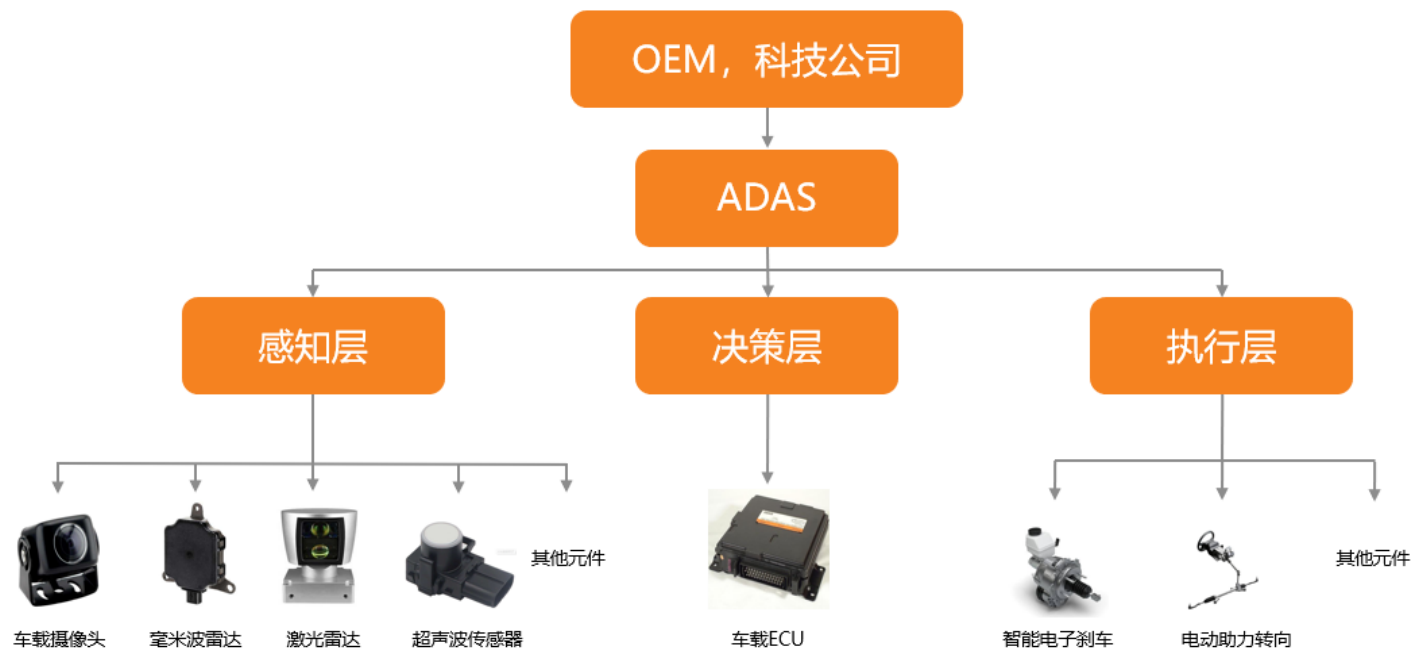 OEM，科技公司
ADAS
感知层
决策层
执行层
其他元件
其他元件
车载摄像头
毫米波雷达
激光雷达
超声波传感器
车载ECU
智能电子刹车
电动助力转向